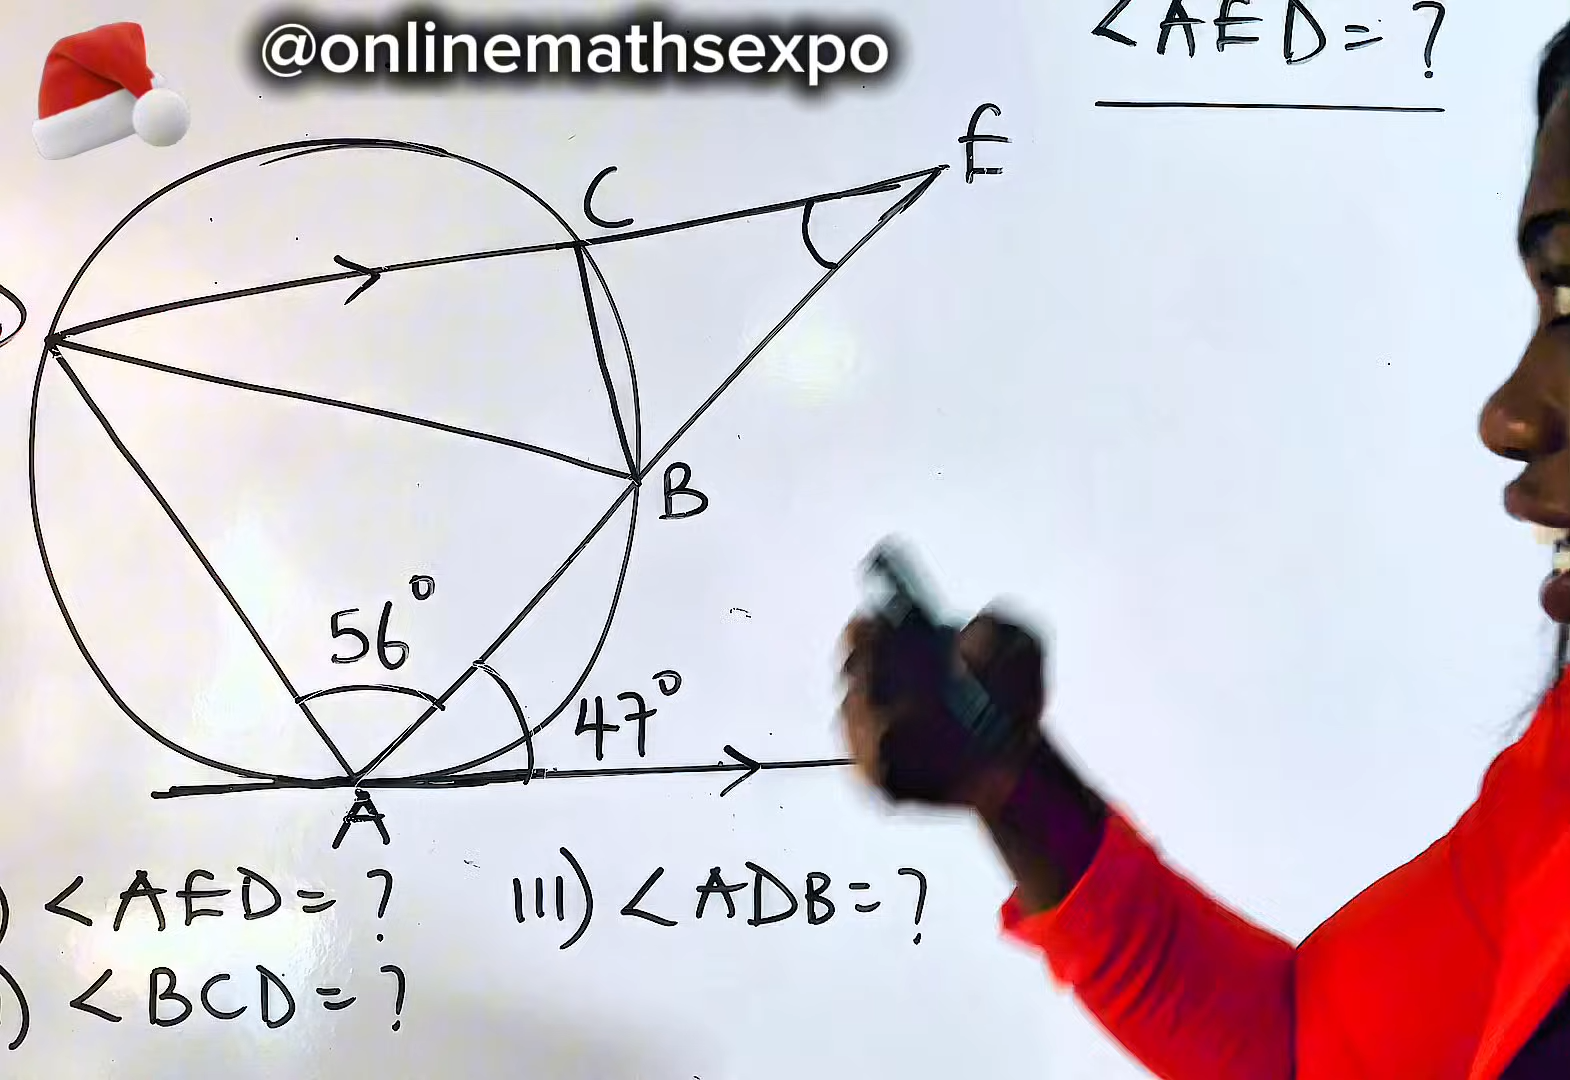 @onlinemathsexpo
<AED=?
E
C
B
56°
47°
A
<AED=?
III) <ADB=?
<BCD=?